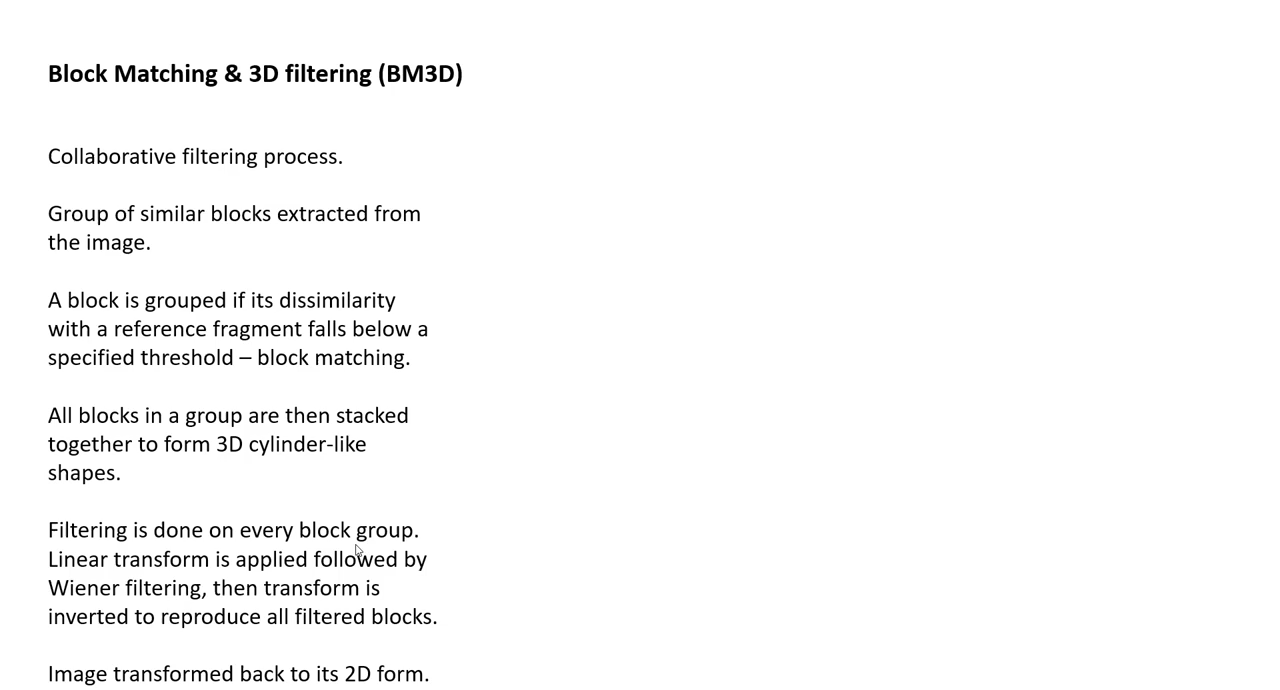 Block Matching & 3D filtering (BM3D)
Collaborative filtering process.
Group of similar blocks extracted from
the image.
A block is grouped if its dissimilarity
with a reference fragment falls below a
specified threshold – block matching.
All blocks in a group are then stacked
together to form 3D cylinder-like
shapes.
Filtering is done on every block group.
Linear transform is applied followed by
Wiener filtering, then transform is
inverted to reproduce all filtered blocks.
Image transformed back to its 2D form.